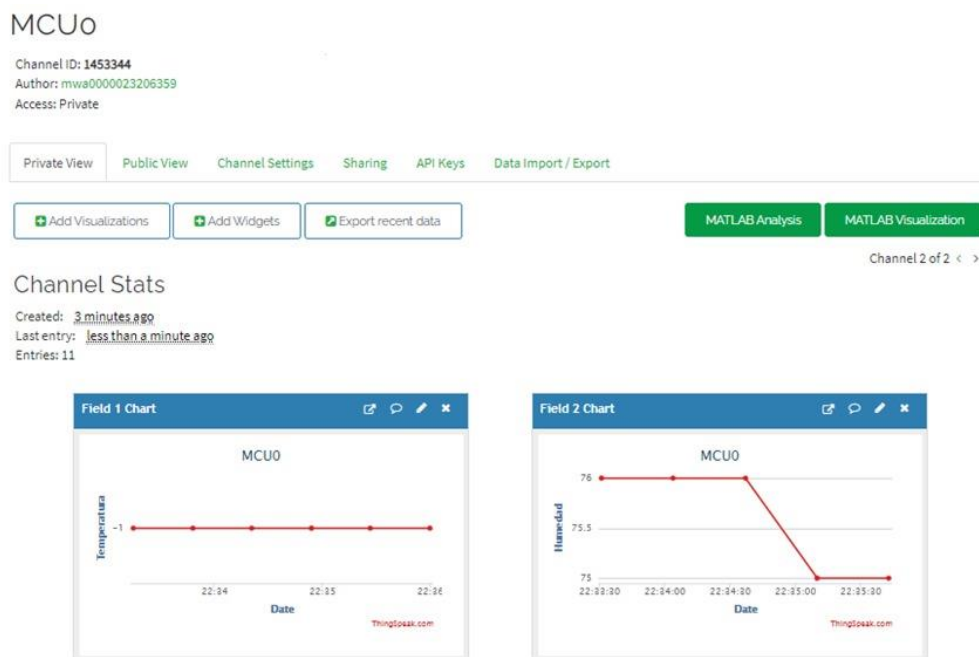 MCU0
Channel ID: 1453344
Author: mwa0000023206359
Access: Private
Private View Public View Channel Settings Sharing API Keys Data Import / Export
Add Visualizations Add Widgets Export recent data MATLAB Analysis MATLAB Visualization
Channel 2 of 2 < >
Channel Stats
Created: 3 minutes ago
Last entry: less than a minute ago
Entries: 11
Field 1 Chart
MCU0
Temperatura
-1
22:34 22:35 22:36
Date
ThingSpeak.com
Field 2 Chart
MCU0
Humedad
76
75.5
75
22:33:30 22:34:00 22:34:30 22:35:00 22:35:30
Date
ThingSpeak.com